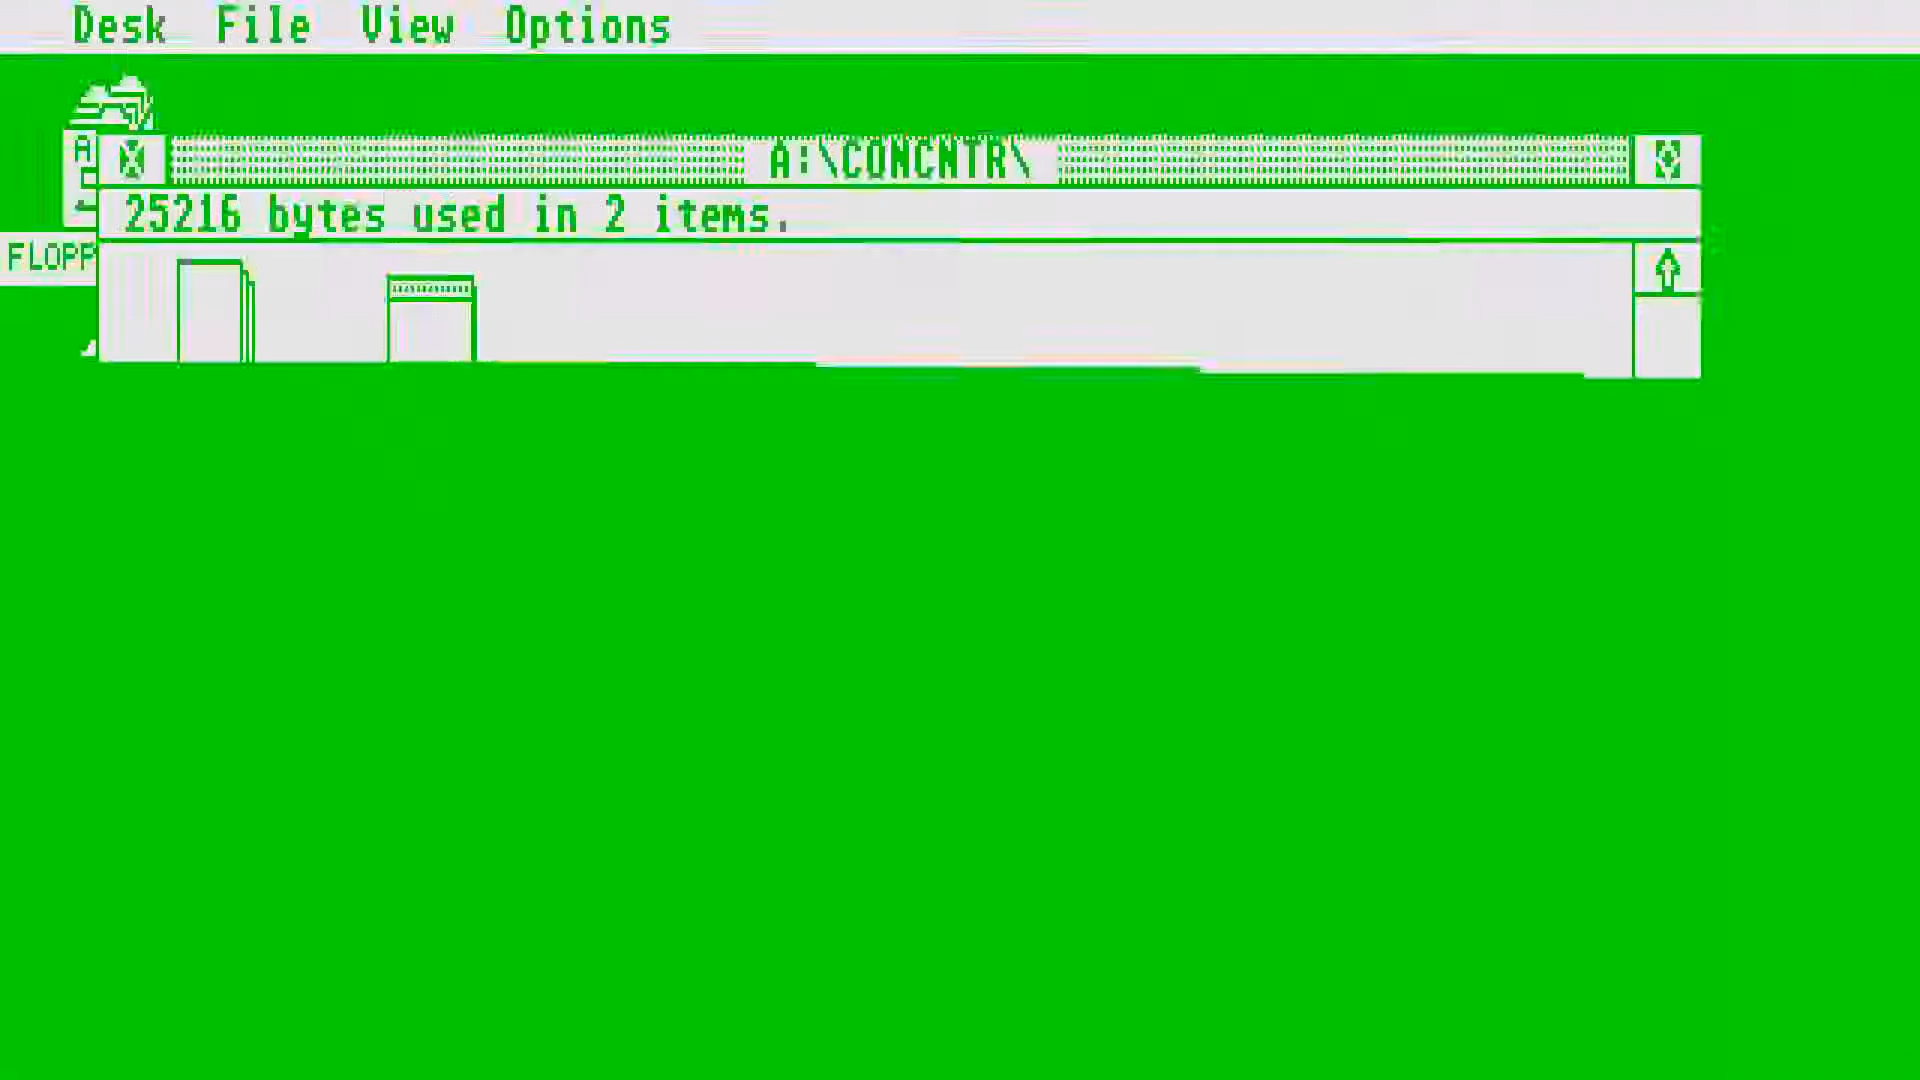 Desk File View Options
A
A:\CONCNTR\
25216 bytes used in 2 items.
FLOPP